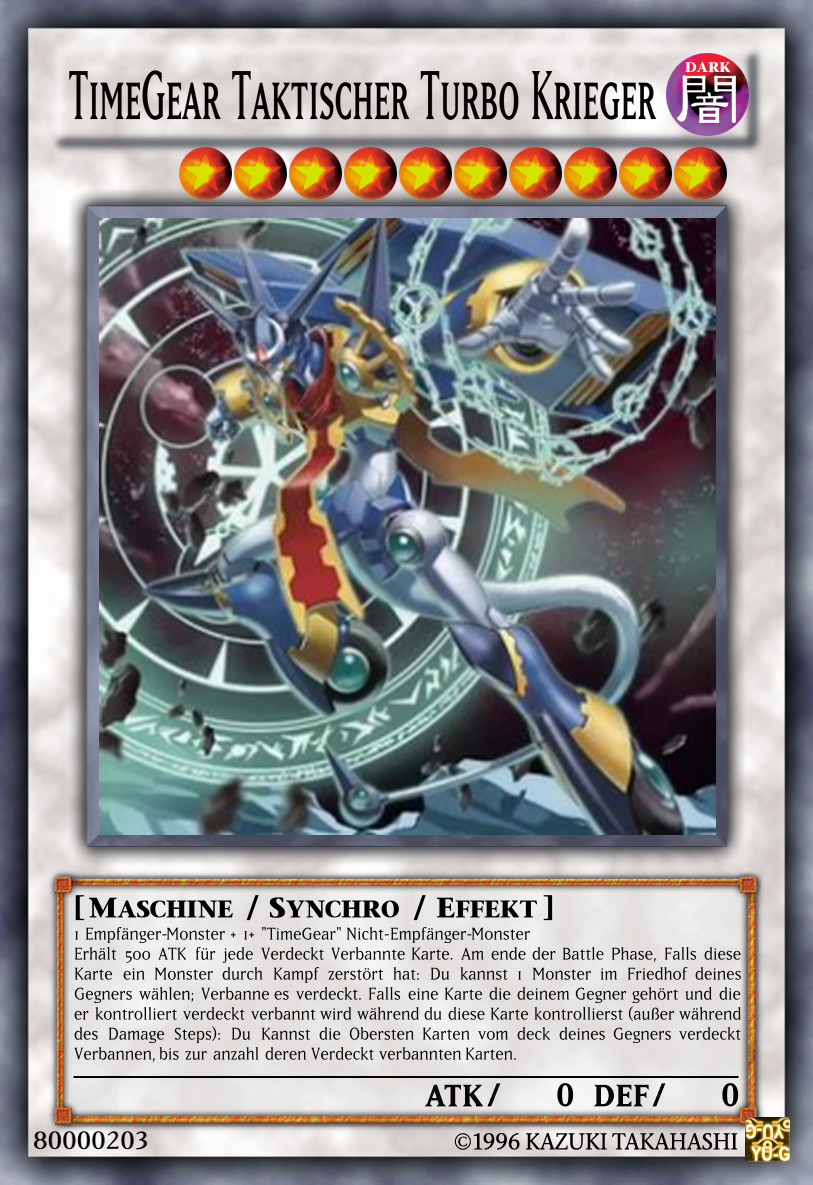 TimeGear Taktischer Turbo Krieger
DARK
闇
[Maschine / Synchro / Effekt]
1 Empfänger-Monster + 1+ "TimeGear" Nicht-Empfänger-Monster
Erhält 500 ATK für jede Verdeckt Verbannte Karte. Am ende der Battle Phase, Falls diese
Karte ein Monster durch Kampf zerstört hat: Du kannst 1 Monster im Friedhof deines
Gegners wählen; Verbanne es verdeckt. Falls eine Karte die deinem Gegner gehört und die
er kontrolliert verdeckt verbannt wird während du diese Karte kontrollierst (außer während
des Damage Steps): Du Kannst die Obersten Karten vom deck deines Gegners verdeckt
Verbannen, bis zur anzahl deren Verdeckt verbannten Karten.
ATK/ 0 DEF/ 0
80000203
©1996 KAZUKI TAKAHASHI